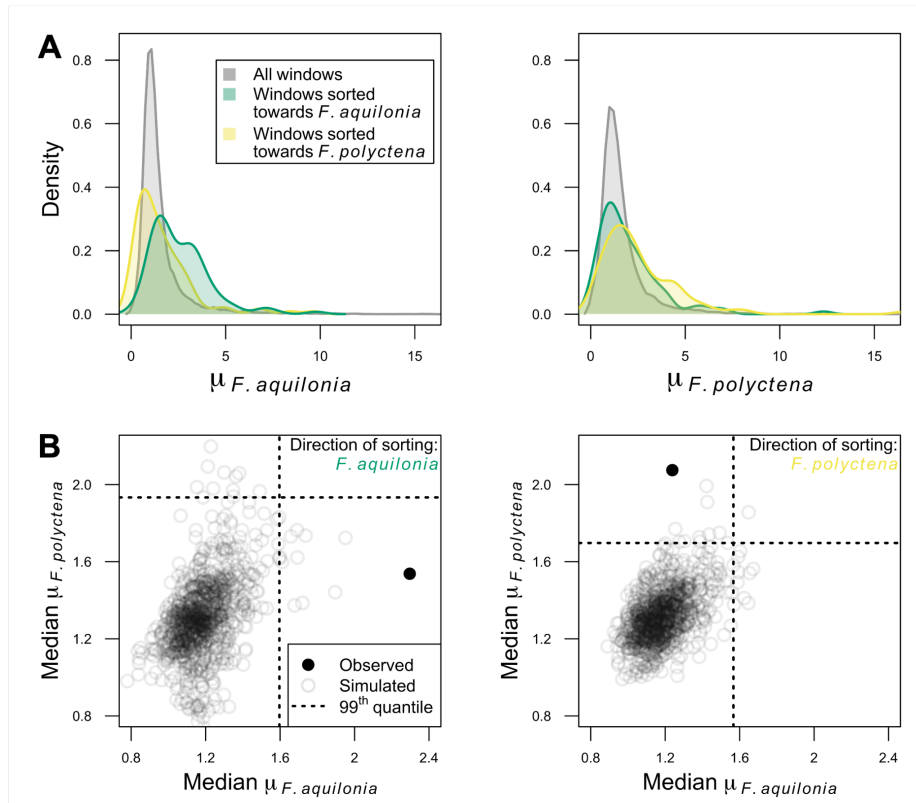 A
0.8
0.6
0.4
0.2
0.0
Density
All windows
Windows sorted
towards F. aquilonia
Windows sorted
towards F. polyctena
0 5 10 15
μ F. aquilonia
0.8
0.6
0.4
0.2
0.0
0 5 10 15
μ F. polyctena
B
2.0
1.6
1.2
0.8
Median μ F. polyctena
Direction of sorting:
F. aquilonia
Observed
Simulated
99th quantile
0.8 1.2 1.6 2 2.4
Median μ F. aquilonia
2.0
1.6
1.2
0.8
Median μ F. polyctena
Direction of sorting:
F. polyctena
0.8 1.2 1.6 2 2.4
Median μ F. aquilonia